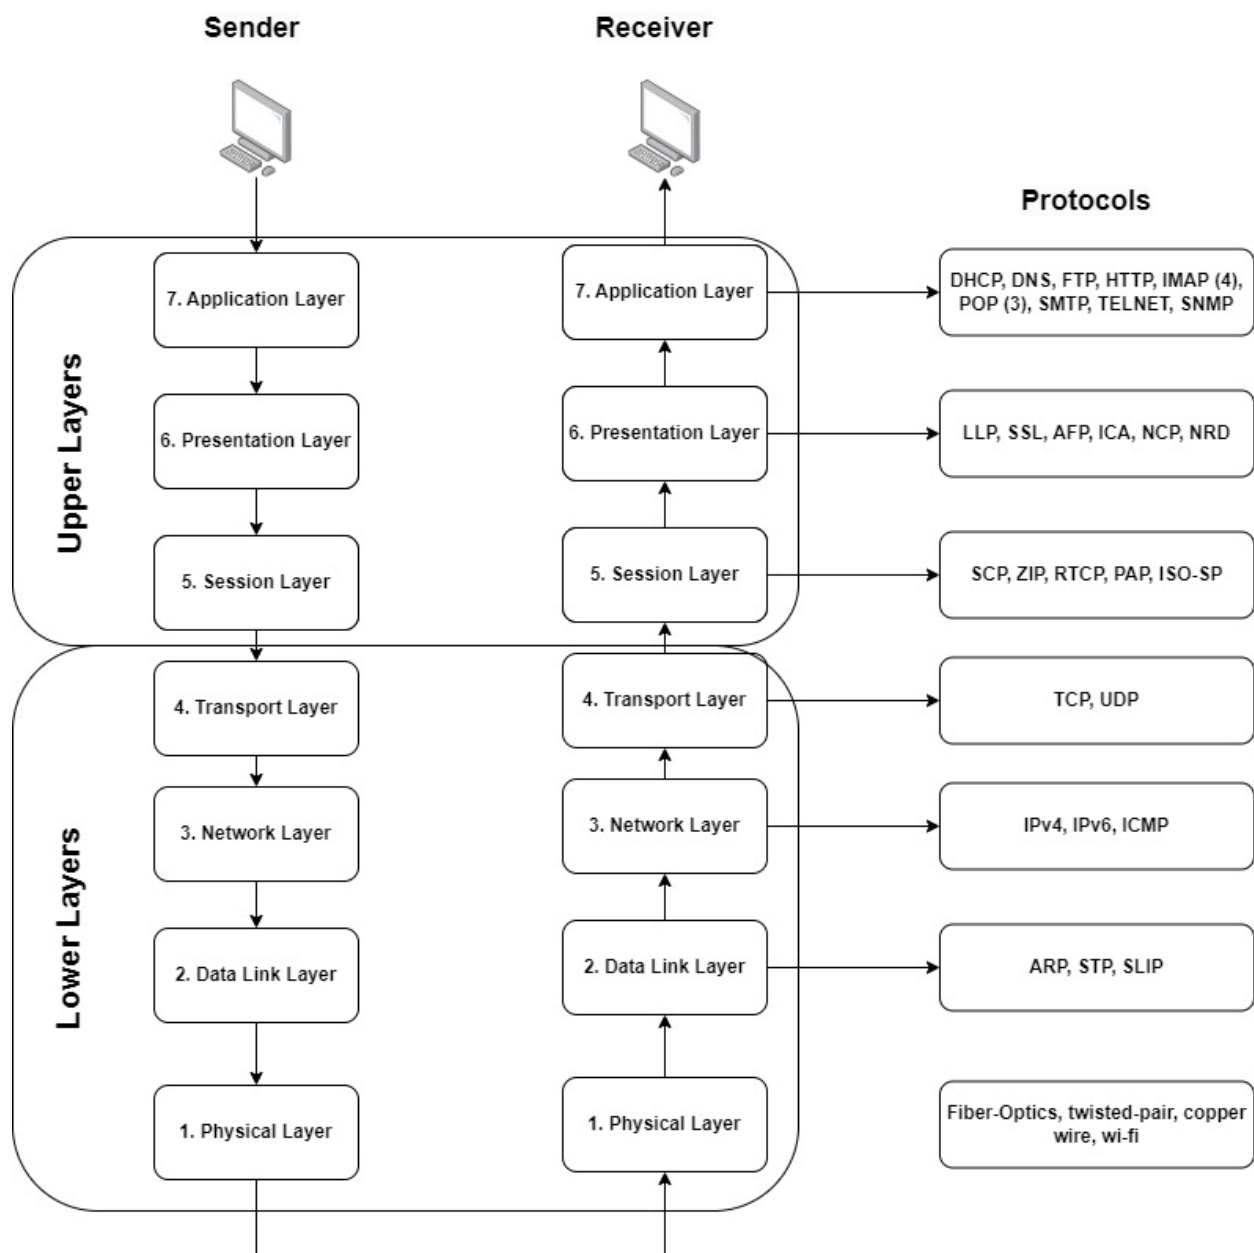 Sender
Receiver
Protocols
Upper Layers
7. Application Layer
7. Application Layer
DHCP, DNS, FTP, HTTP, IMAP (4),
POP (3), SMTP, TELNET, SNMP
6. Presentation Layer
6. Presentation Layer
LLP, SSL, AFP, ICA, NCP, NRD
5. Session Layer
5. Session Layer
SCP, ZIP, RTCP, PAP, ISO-SP
Lower Layers
4. Transport Layer
4. Transport Layer
TCP, UDP
3. Network Layer
3. Network Layer
IPv4, IPv6, ICMP
2. Data Link Layer
2. Data Link Layer
ARP, STP, SLIP
1. Physical Layer
1. Physical Layer
Fiber-Optics, twisted-pair, copper
wire, wi-fi